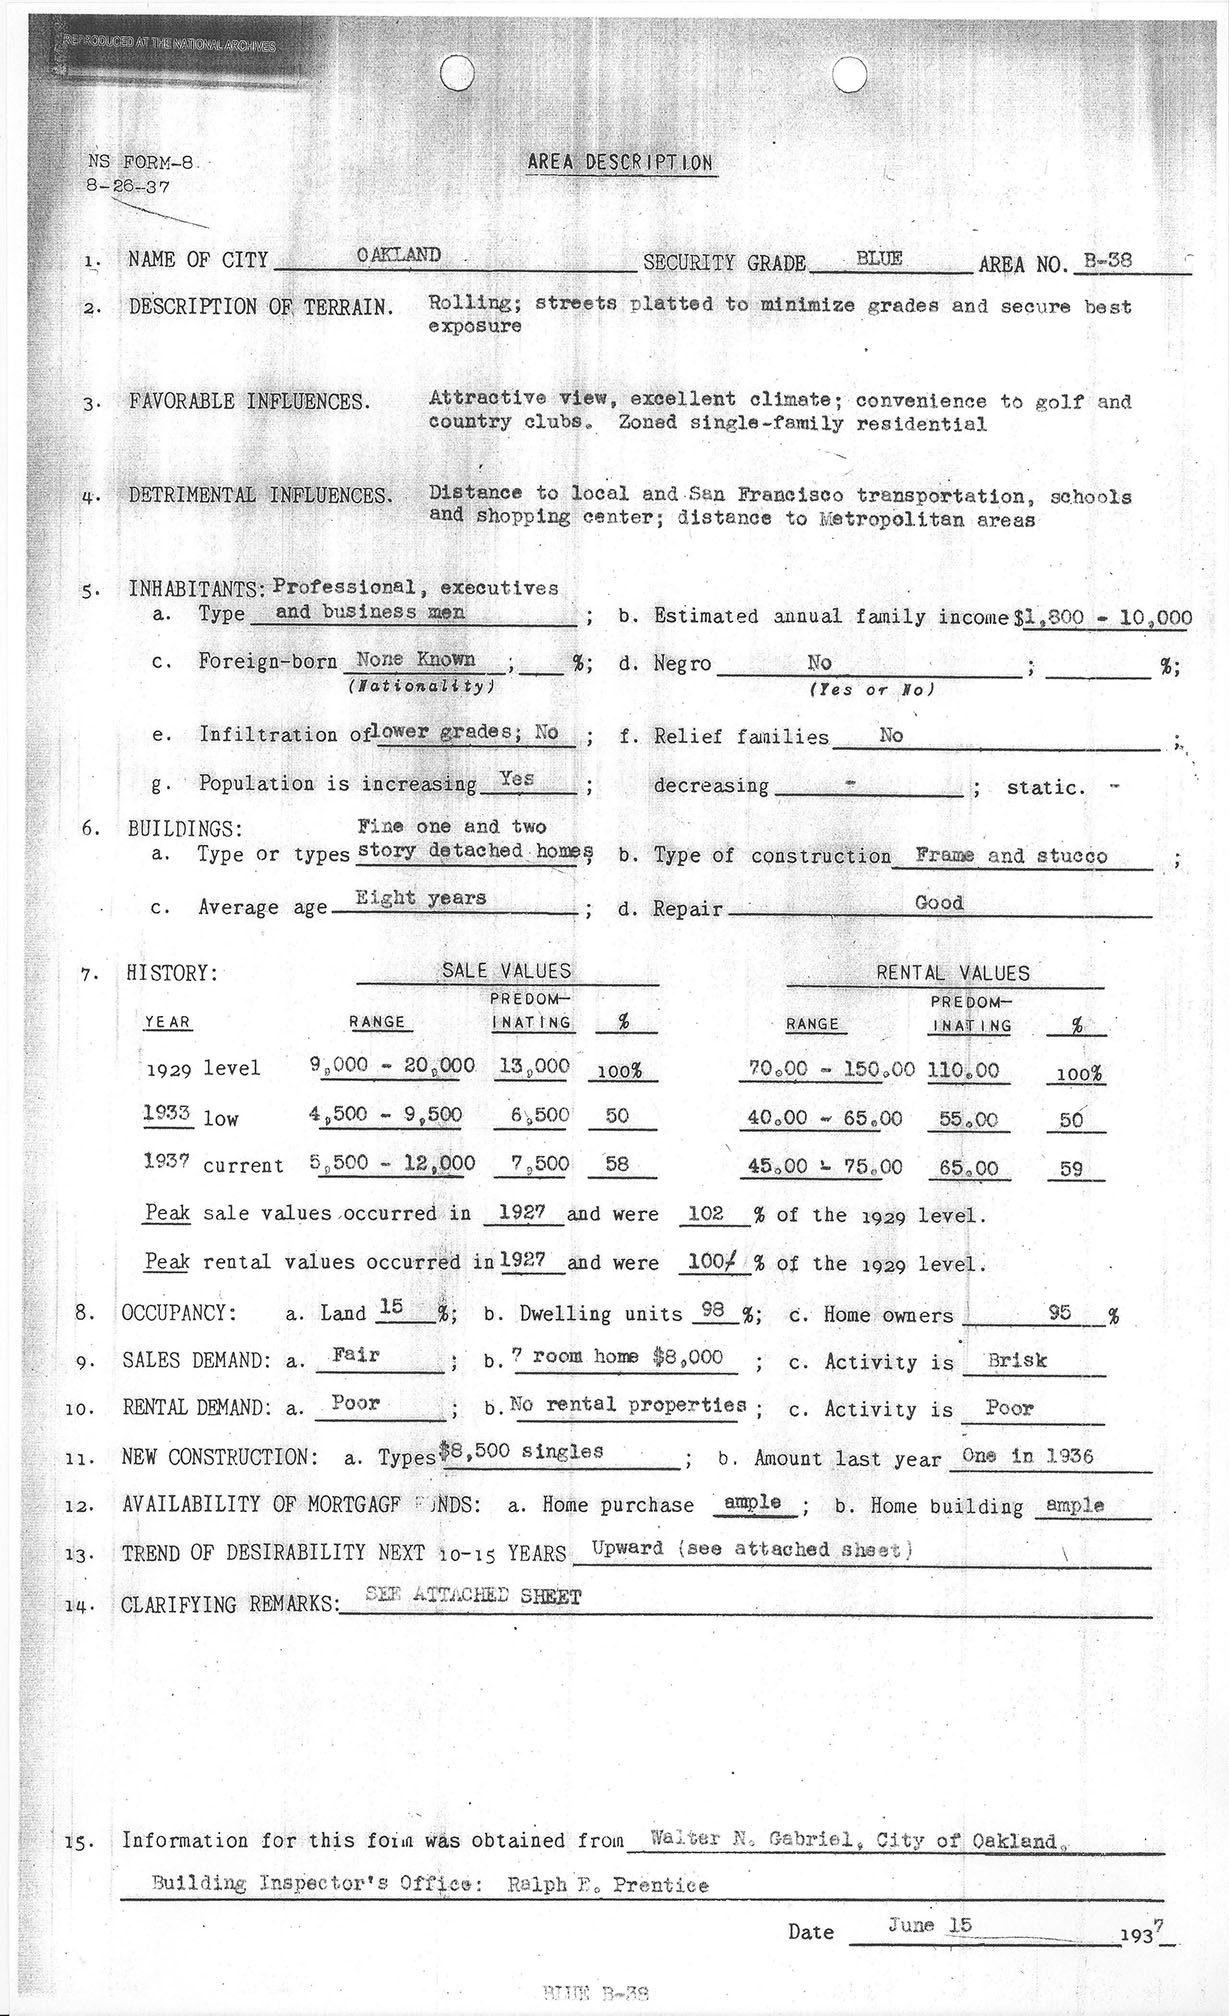 REPRODUCED AT THE NATIONAL ARCHIVES
NS FORM-8
8-26-37
AREA DESCRIPTION
1. NAME OF CITY OAKLAND SECURITY GRADE BLUE AREA NO. B-38
2. DESCRIPTION OF TERRAIN. Rolling; streets platted to minimize grades and secure best
exposure
3. FAVORABLE INFLUENCES. Attractive view, excellent climate; convenience to golf and
country clubs. Zoned single-family residential
4. DETRIMENTAL INFLUENCES. Distance to local and San Francisco transportation, schools
and shopping center; distance to Metropolitan areas
5. INHABITANTS: Professional, executives
a. Type and business men ; b. Estimated annual family income $1,800 - 10,000
c. Foreign-born None Known ; %; d. Negro No ; %;
(Nationality) (Yes or No)
e. Infiltration of lower grades; No ; f. Relief families No ;
g. Population is increasing Yes ; decreasing - ; static. -
6. BUILDINGS: Fine one and two
a. Type or types story detached homes; b. Type of construction Frame and stucco ;
c. Average age Eight years ; d. Repair Good
7. HISTORY: SALE VALUES RENTAL VALUES
PREDOM- PREDOM-
YEAR RANGE INATING % RANGE INATING %
1929 level 9,000 - 20,000 13,000 100% 70.00 - 150.00 110.00 100%
1933 low 4,500 - 9,500 6,500 50 40.00 - 65.00 55.00 50
1937 current 5,500 - 12,000 7,500 58 45.00 - 75.00 65.00 59
Peak sale values occurred in 1927 and were 102 % of the 1929 level.
Peak rental values occurred in 1927 and were 100% % of the 1929 level.
8. OCCUPANCY: a. Land 15 %; b. Dwelling units 98 %; c. Home owners 95 %
9. SALES DEMAND: a. Fair ; b. 7 room home $8,000 ; c. Activity is Brisk
10. RENTAL DEMAND: a. Poor ; b. No rental properties ; c. Activity is Poor
11. NEW CONSTRUCTION: a. Types $8,500 singles ; b. Amount last year One in 1936
12. AVAILABILITY OF MORTGAGE FUNDS: a. Home purchase ample ; b. Home building ample
13. TREND OF DESIRABILITY NEXT 10-15 YEARS Upward (see attached sheet)
14. CLARIFYING REMARKS: SEE ATTACHED SHEET
15. Information for this form was obtained from Walter N. Gabriel, City of Oakland,
Building Inspector's Office: Ralph E. Prentice
Date June 15 1937
BLUE B-38